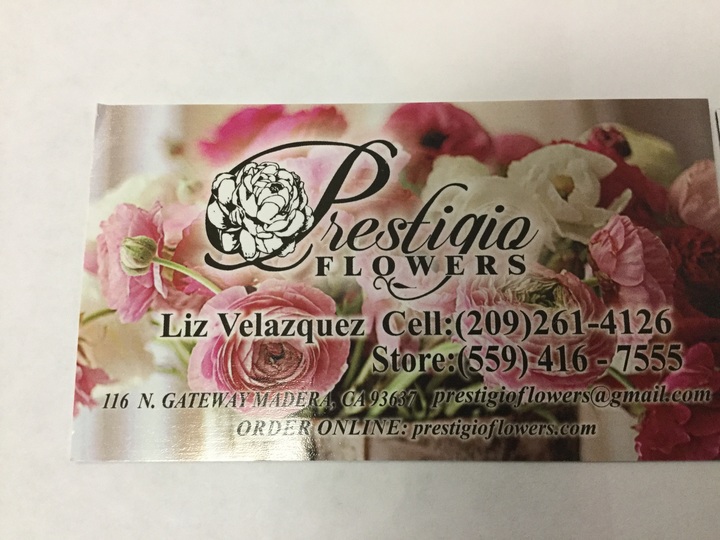 Prestigio
FLOWERS
Liz Velazquez Cell:(209)261-4126
Store:(559) 416 - 7555
116 N. GATEWAY MADERA, CA 93637 prestigioflowers@gmail.com
ORDER ONLINE: prestigioflowers.com